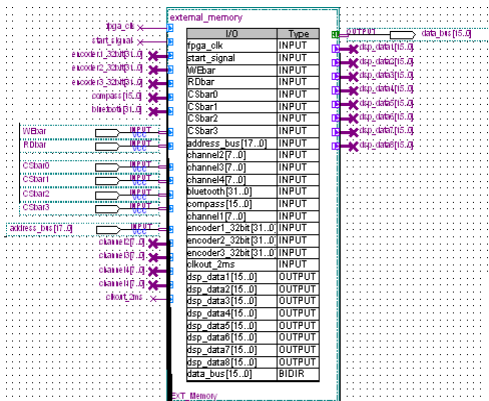 external_memory
I/O Type
fpga_clk INPUT
start_signal INPUT
WEbar INPUT
RDbar INPUT
CSbar0 INPUT
CSbar1 INPUT
CSbar2 INPUT
CSbar3 INPUT
address_bus[17..0] INPUT
channel2[7..0] INPUT
channel3[7..0] INPUT
channel4[7..0] INPUT
bluetooth[31..0] INPUT
compass[15..0] INPUT
channel1[7..0] INPUT
encoder1_32bit[31..0] INPUT
encoder2_32bit[31..0] INPUT
encoder3_32bit[31..0] INPUT
clkout_2ms INPUT
dsp_data1[15..0] OUTPUT
dsp_data2[15..0] OUTPUT
dsp_data3[15..0] OUTPUT
dsp_data4[15..0] OUTPUT
dsp_data5[15..0] OUTPUT
dsp_data6[15..0] OUTPUT
dsp_data7[15..0] OUTPUT
dsp_data8[15..0] OUTPUT
data_bus[15..0] BIDIR
EXT_Memory
fpga_clk
start_signal
encoder1_32bit[31..0]
encoder2_32bit[31..0]
encoder3_32bit[31..0]
compass[15..0]
bluetooth[31..0]
WEbar INPUT
VCC
RDbar INPUT
VCC
CSbar0 INPUT
VCC
CSbar1 INPUT
VCC
CSbar2 INPUT
VCC
CSbar3 INPUT
VCC
address_bus[17..0] INPUT
VCC
channel2[7..0]
channel3[7..0]
channel4[7..0]
channel1[7..0]
clkout_2ms
OUTPUT data_bus[15..0]
dsp_data1[15..0]
dsp_data2[15..0]
dsp_data3[15..0]
dsp_data4[15..0]
dsp_data5[15..0]
dsp_data6[15..0]
dsp_data7[15..0]
dsp_data8[15..0]